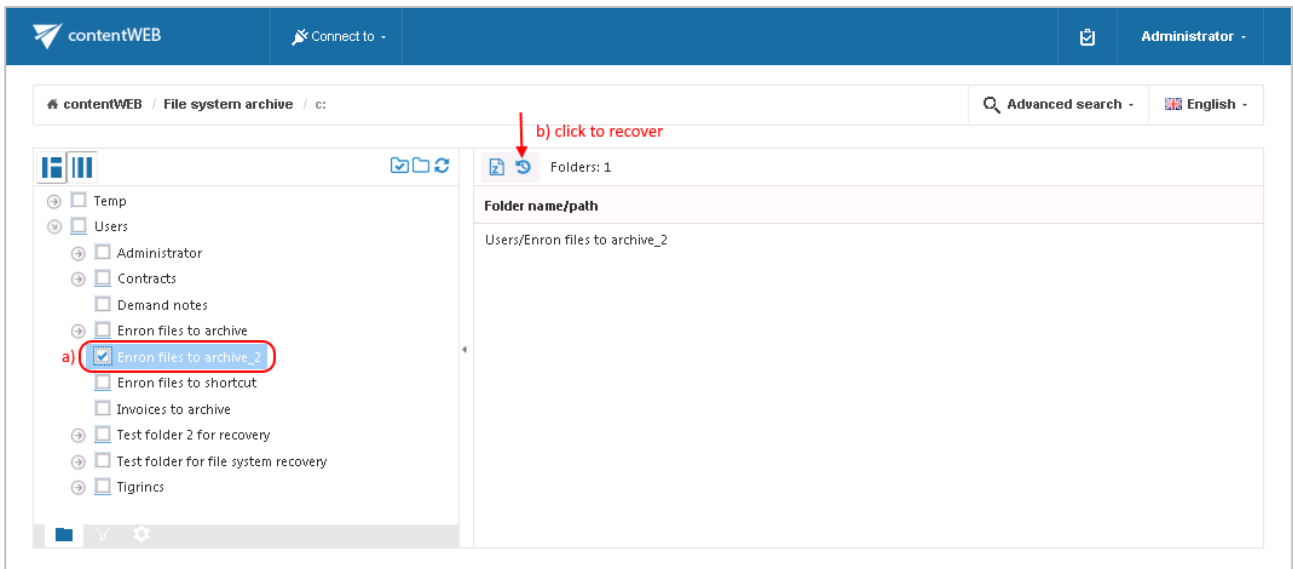 contentWEB
Connect to
Administrator
contentWEB / File system archive / c:
Advanced search
English
b) click to recover
Folders: 1
Temp
Folder name/path
Users
Users/Enron files to archive_2
Administrator
Contracts
Demand notes
Enron files to archive
a) Enron files to archive_2
Enron files to shortcut
Invoices to archive
Test folder 2 for recovery
Test folder for file system recovery
Tigrincs